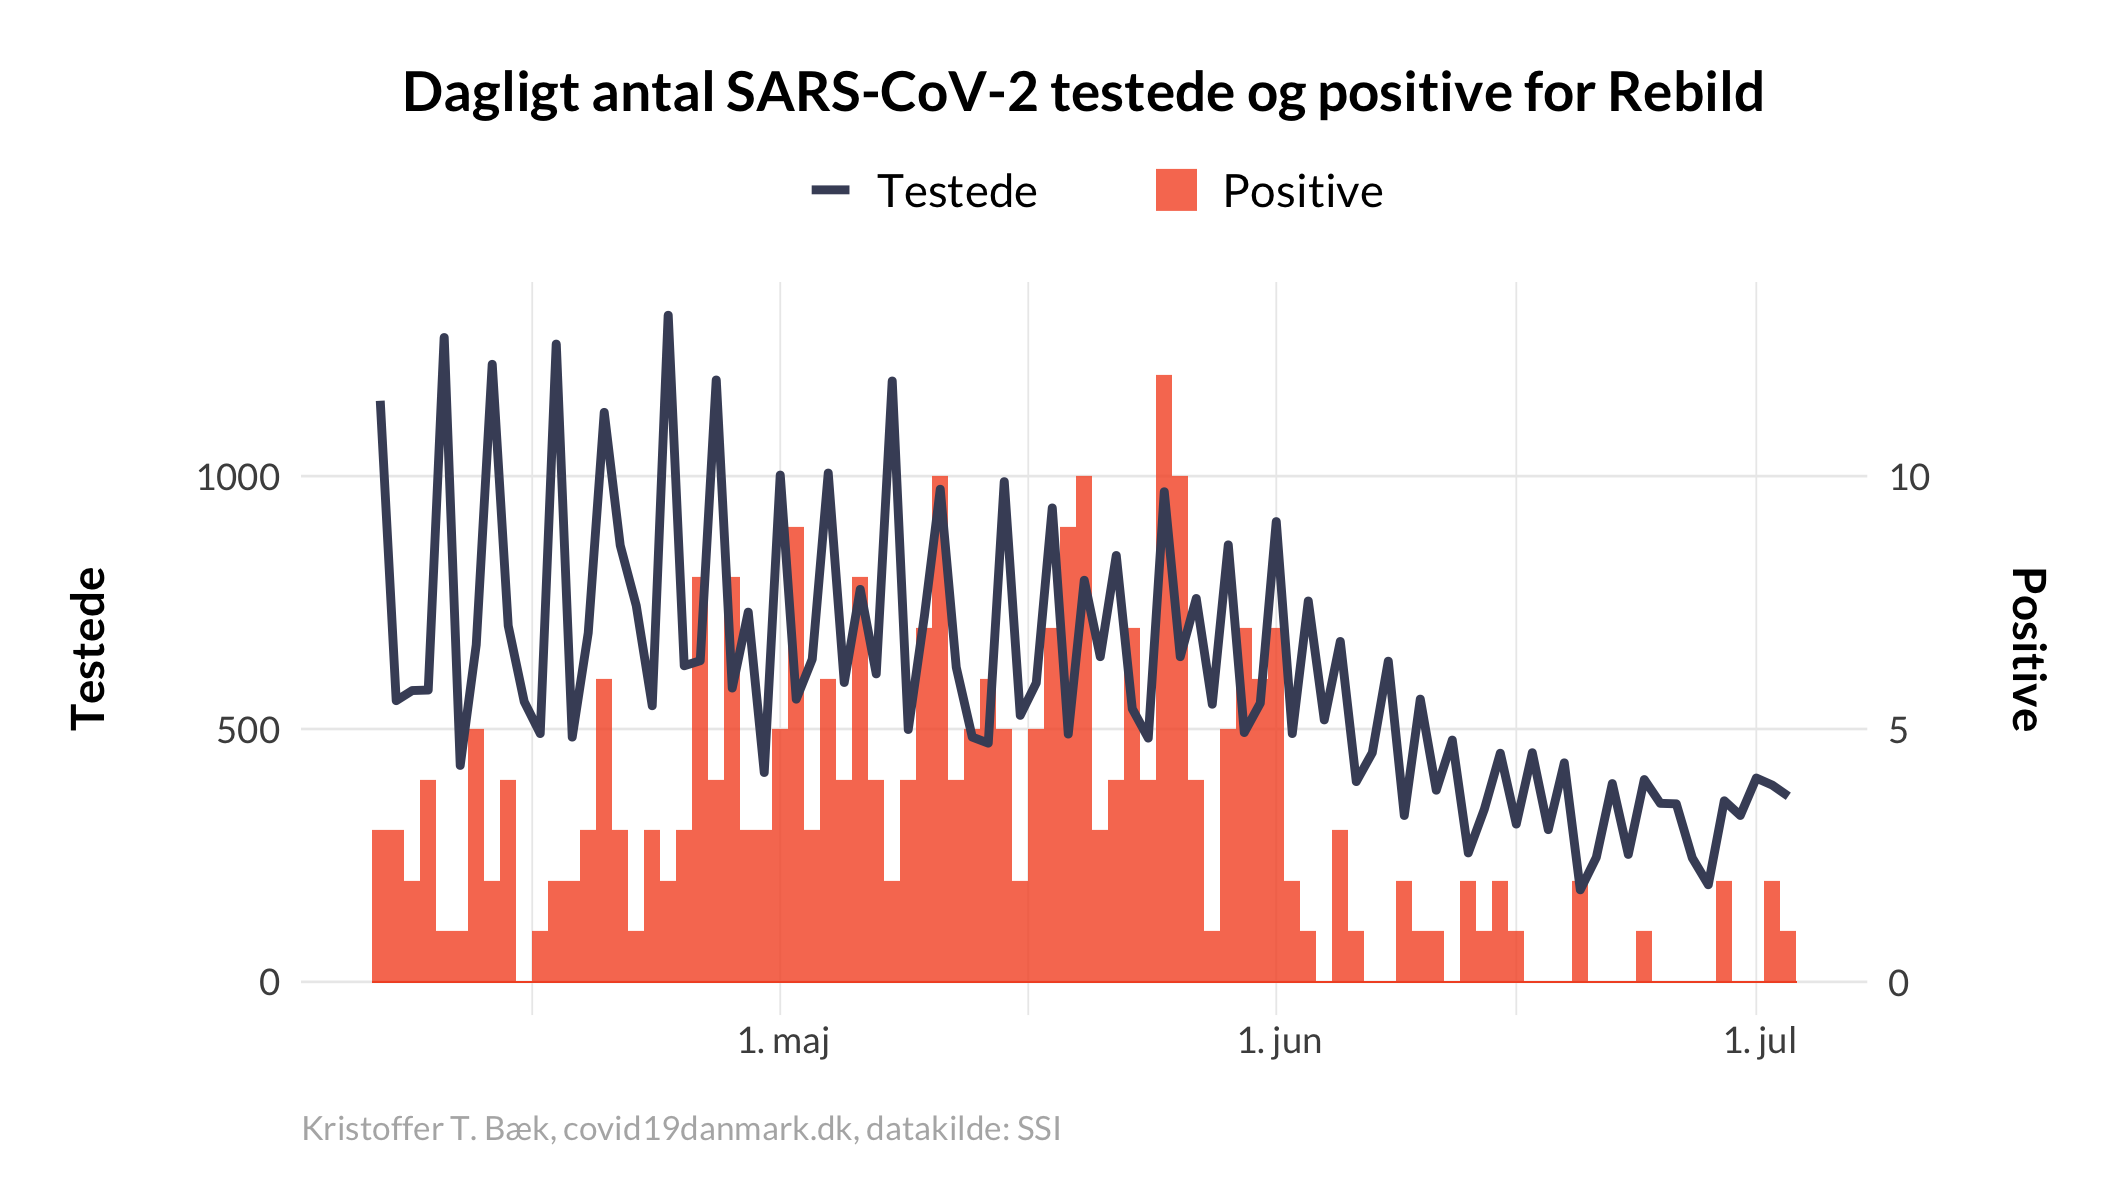 Dagligt antal SARS-CoV-2 testede og positive for Rebild
Testede
Positive
1000
500
0
10
5
0
Testede
Positive
1. maj
1. jun
1. jul
Kristoffer T. Bæk, covid19danmark.dk, datakilde: SSI